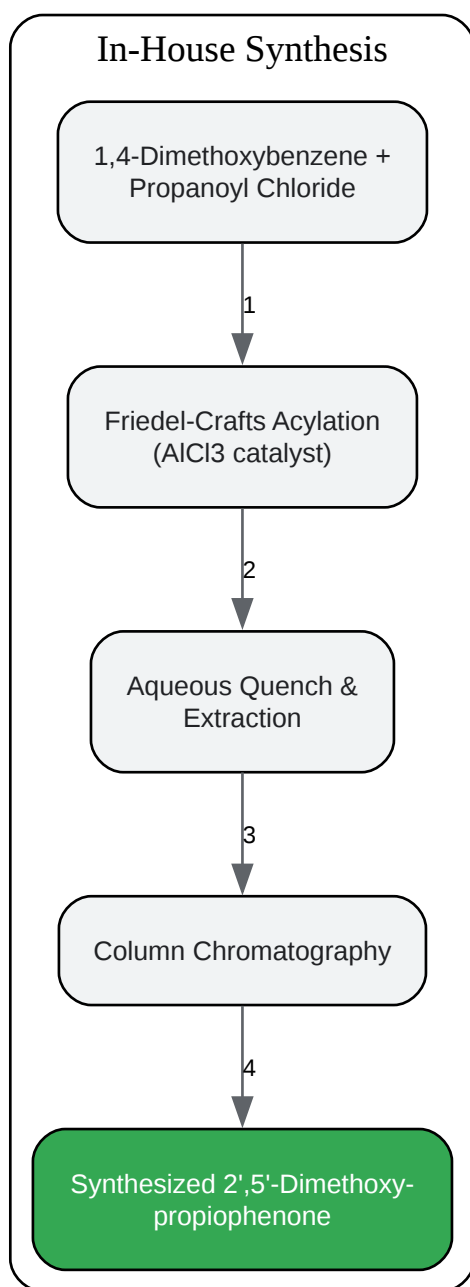 In-House Synthesis
1,4-Dimethoxybenzene +
Propanoyl Chloride
1
Friedel-Crafts Acylation
(AlCl3 catalyst)
2
Aqueous Quench &
Extraction
3
Column Chromatography
4
Synthesized 2',5'-Dimethoxy-
propiophenone